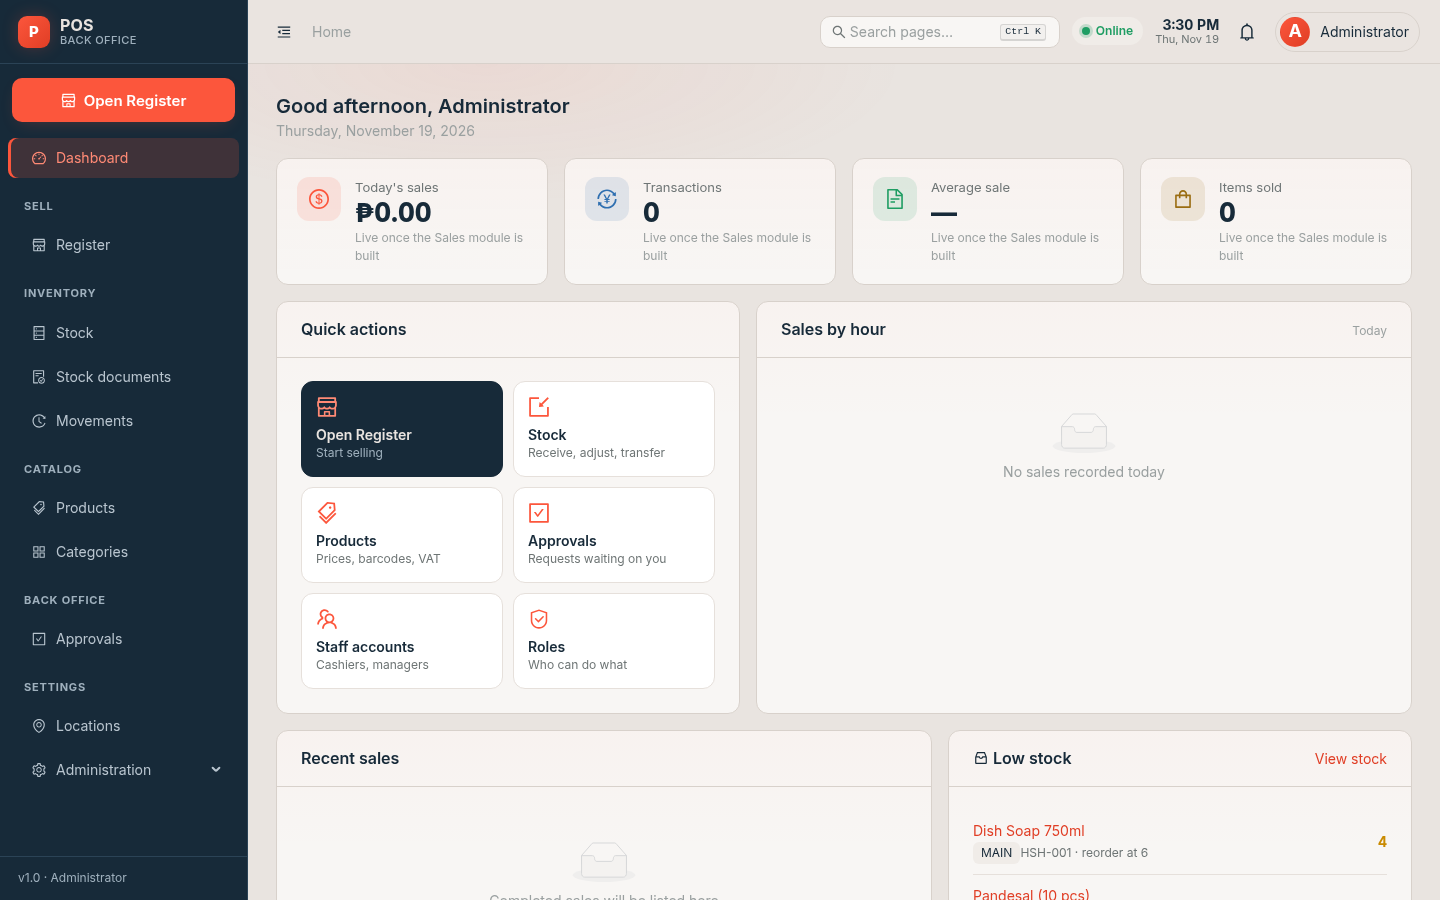 P
POS
BACK OFFICE
Open Register
Dashboard
SELL
Register
INVENTORY
Stock
Stock documents
Movements
CATALOG
Products
Categories
BACK OFFICE
Approvals
SETTINGS
Locations
Administration
v1.0 · Administrator
Home
Search pages...
Ctrl K
Online
3:30 PM
Thu, Nov 19
A
Administrator
Good afternoon, Administrator
Thursday, November 19, 2026
Today's sales
₱0.00
Live once the Sales module is
built
Transactions
0
Live once the Sales module is
built
Average sale
—
Live once the Sales module is
built
Items sold
0
Live once the Sales module is
built
Quick actions
Open Register
Start selling
Stock
Receive, adjust, transfer
Products
Prices, barcodes, VAT
Approvals
Requests waiting on you
Staff accounts
Cashiers, managers
Roles
Who can do what
Sales by hour
Today
No sales recorded today
Recent sales
Completed sales will be listed here
Low stock
View stock
Dish Soap 750ml
MAIN HSH-001 · reorder at 6
4
Pandesal (10 pcs)